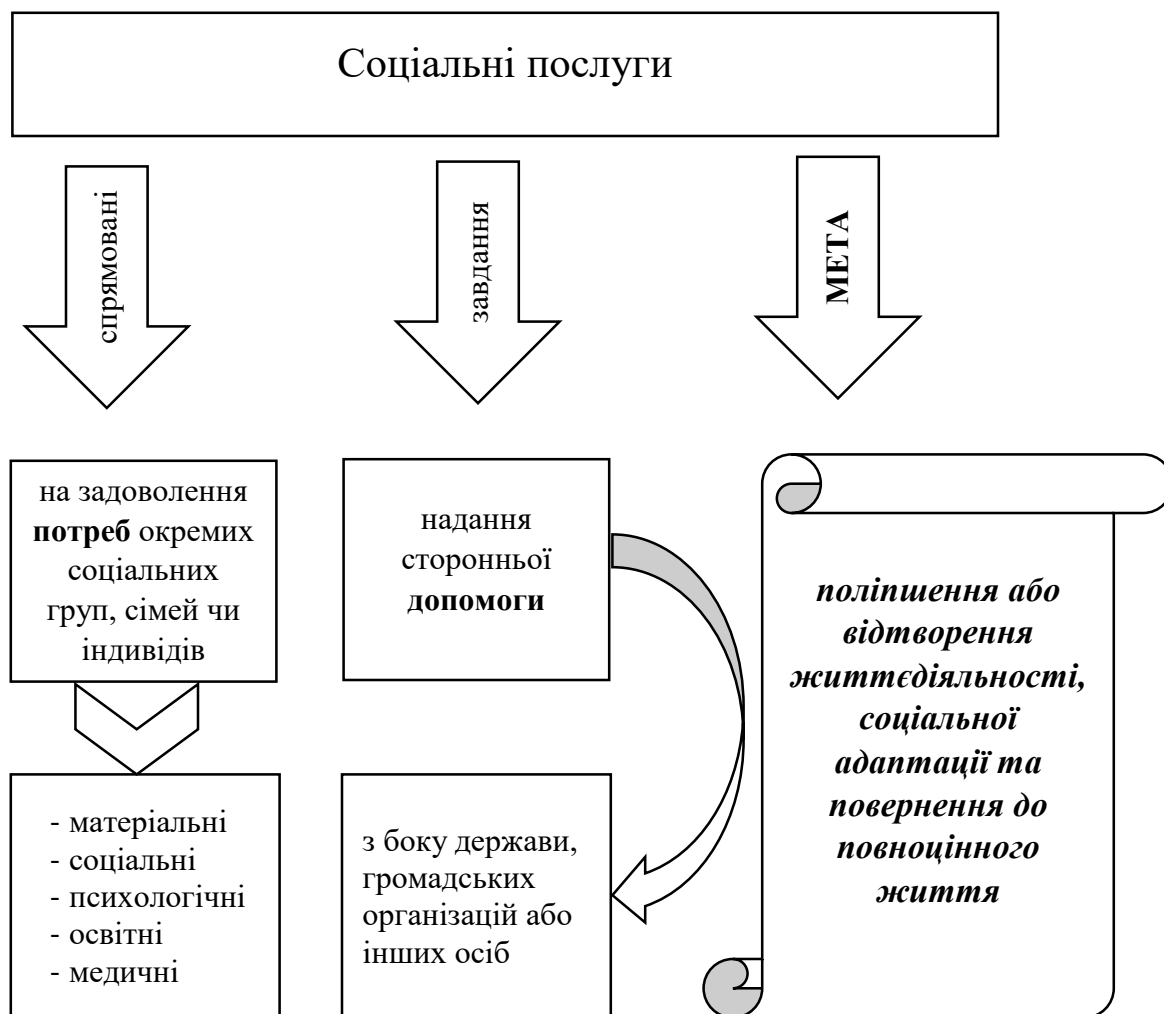 Соціальні послуги
спрямовані
завдання
МЕТА
на задоволення
потреб окремих
соціальних
груп, сімей чи
індивідів
- матеріальні
- соціальні
- психологічні
- освітні
- медичні
надання
сторонньої
допомоги
з боку держави,
громадських
організацій або
інших осіб
поліпшення або
відтворення
життєдіяльності,
соціальної
адаптації та
повернення до
повноцінного
життя